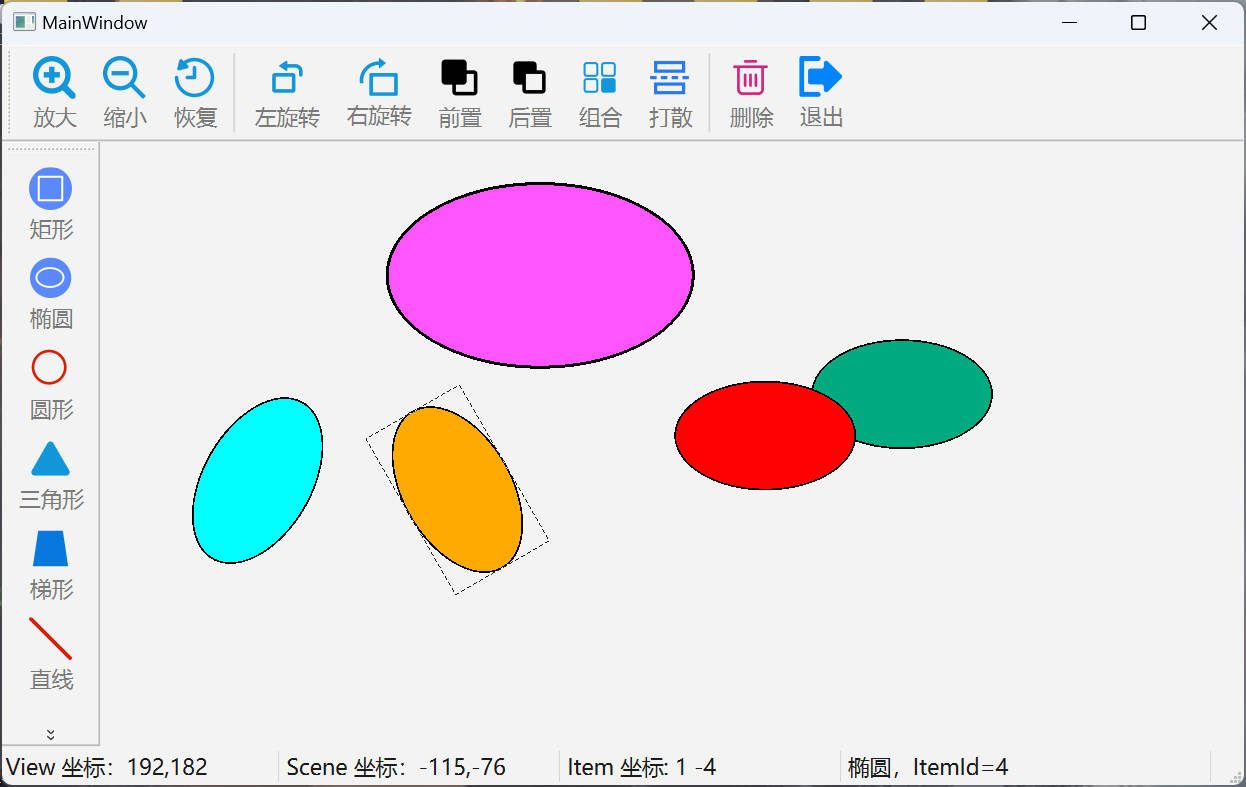 MainWindow
放大 缩小 恢复 左旋转 右旋转 前置 后置 组合 打散 删除 退出
矩形
椭圆
圆形
三角形
梯形
直线
View 坐标：192,182 Scene 坐标：-115,-76 Item 坐标: 1 -4 椭圆，ItemId=4